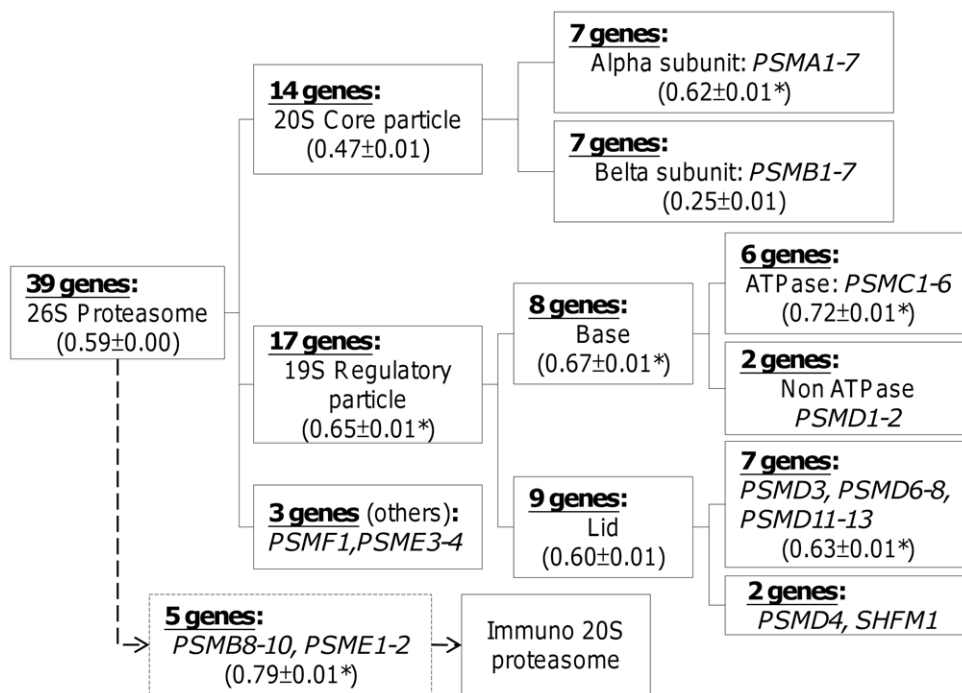 39 genes:
26S Proteasome
(0.59±0.00)
14 genes:
20S Core particle
(0.47±0.01)
7 genes:
Alpha subunit: PSMA1-7
(0.62±0.01*)
7 genes:
Belta subunit: PSMB1-7
(0.25±0.01)
17 genes:
19S Regulatory
particle
(0.65±0.01*)
8 genes:
Base
(0.67±0.01*)
6 genes:
ATPase: PSMC1-6
(0.72±0.01*)
2 genes:
Non ATPase
PSMD1-2
9 genes:
Lid
(0.60±0.01)
7 genes:
PSMD3, PSMD6-8,
PSMD11-13
(0.63±0.01*)
2 genes:
PSMD4, SHFM1
3 genes (others):
PSMF1,PSME3-4
5 genes:
PSMB8-10, PSME1-2
(0.79±0.01*)
Immuno 20S
proteasome